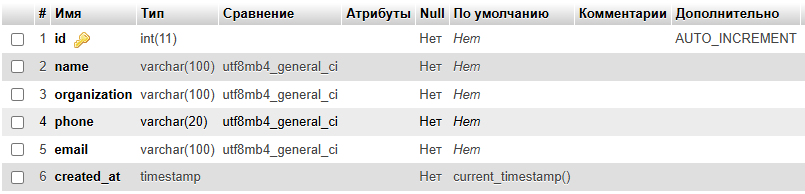 # Имя Тип Сравнение Атрибуты Null По умолчанию Комментарии Дополнительно
1 id int(11) Нет Нет AUTO_INCREMENT
2 name varchar(100) utf8mb4_general_ci Нет Нет
3 organization varchar(100) utf8mb4_general_ci Нет Нет
4 phone varchar(20) utf8mb4_general_ci Нет Нет
5 email varchar(100) utf8mb4_general_ci Нет Нет
6 created_at timestamp Нет current_timestamp()